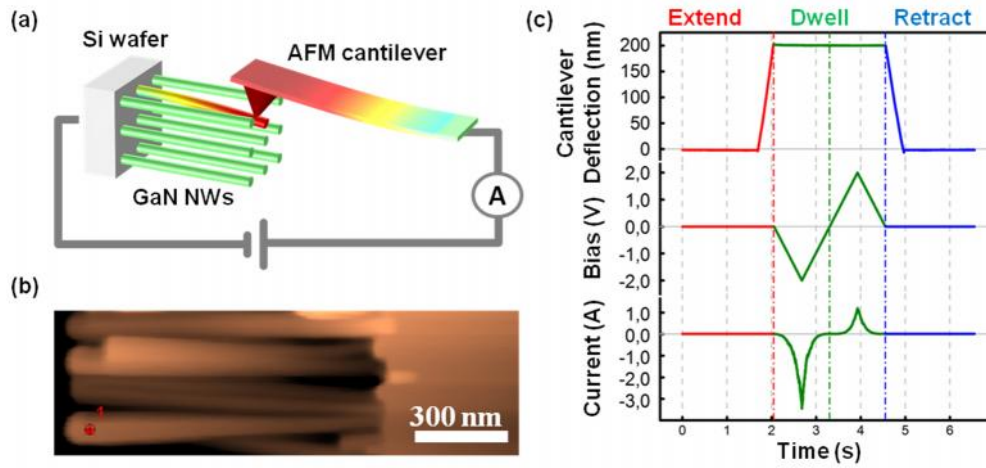 (a)
Si wafer
AFM cantilever
GaN NWs
A
(b)
1
300 nm
(c)
Extend Dwell Retract
Cantilever
Deflection (nm)
200
150
100
50
0
Bias (V)
2,0
1,0
0,0
-1,0
-2,0
Current (A)
1,0
0,0
-1,0
-2,0
-3,0
0 1 2 3 4 5 6
Time (s)